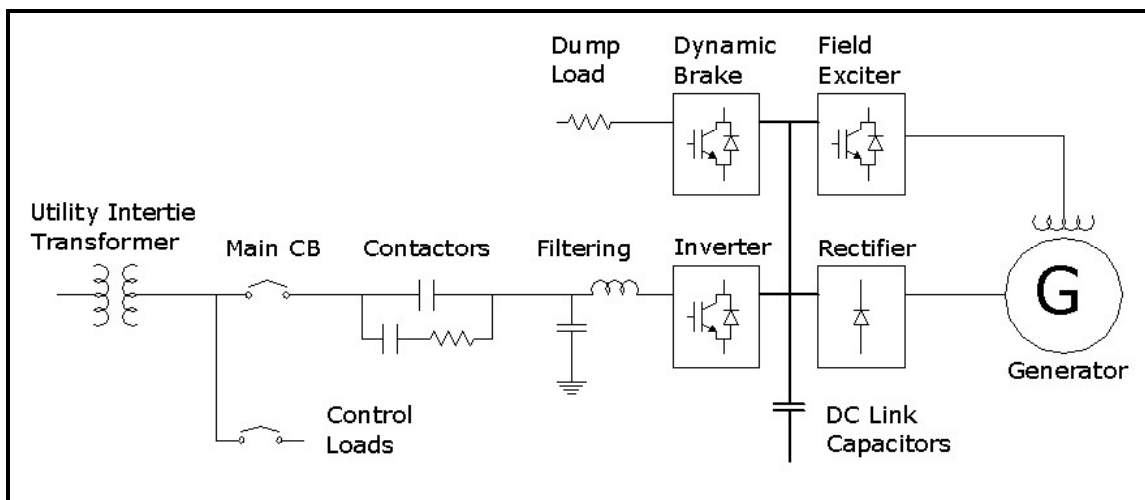 Dump
Load
Dynamic
Brake
Field
Exciter
Utility Intertie
Transformer
Main CB
Contactors
Filtering
Inverter
Rectifier
G
Generator
Control
Loads
DC Link
Capacitors